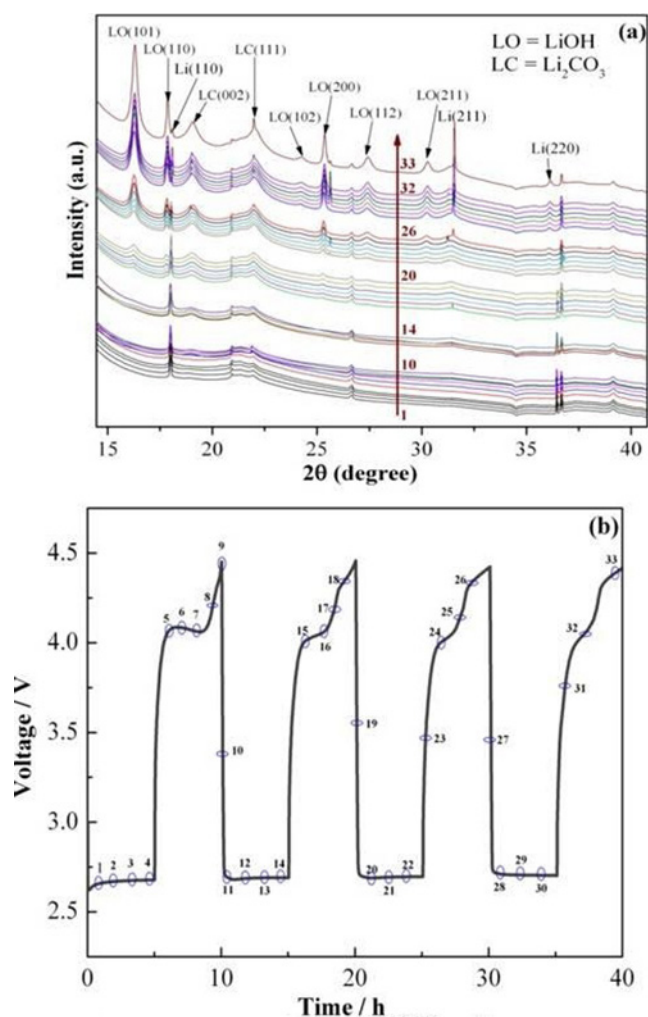 (a)
LO(101)
LO(110)
Li(110)
LC(002)
LC(111)
LO(102)
LO(200)
LO(112)
LO(211)
Li(211)
Li(220)
LO = LiOH
LC = Li₂CO₃
33
32
26
20
14
10
1
Intensity (a.u.)
15 20 25 30 35 40
2θ (degree)
(b)
4.5
4.0
3.5
3.0
2.5
Voltage / V
1 2 3 4
5 6 7 8 9
10
11 12 13 14
15 16 17 18
19
20 21 22
23
24 25 26
27
28 29 30
31
32
33
0 10 20 30 40
Time / h